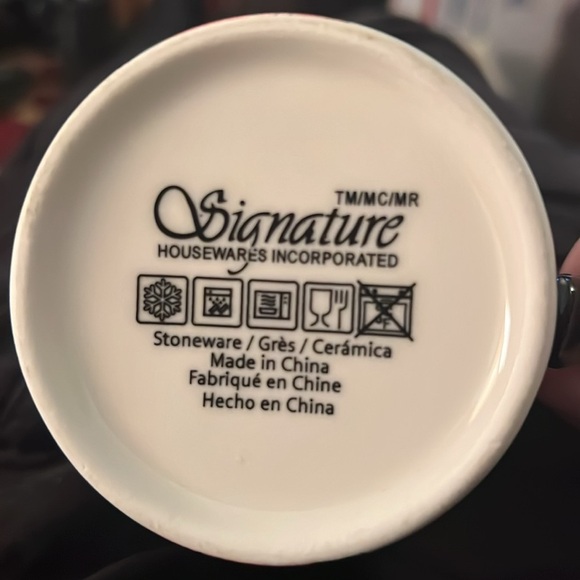 TM/MC/MR
Signature
HOUSEWARES INCORPORATED
Stoneware / Grès / Cerámica
Made in China
Fabriqué en Chine
Hecho en China